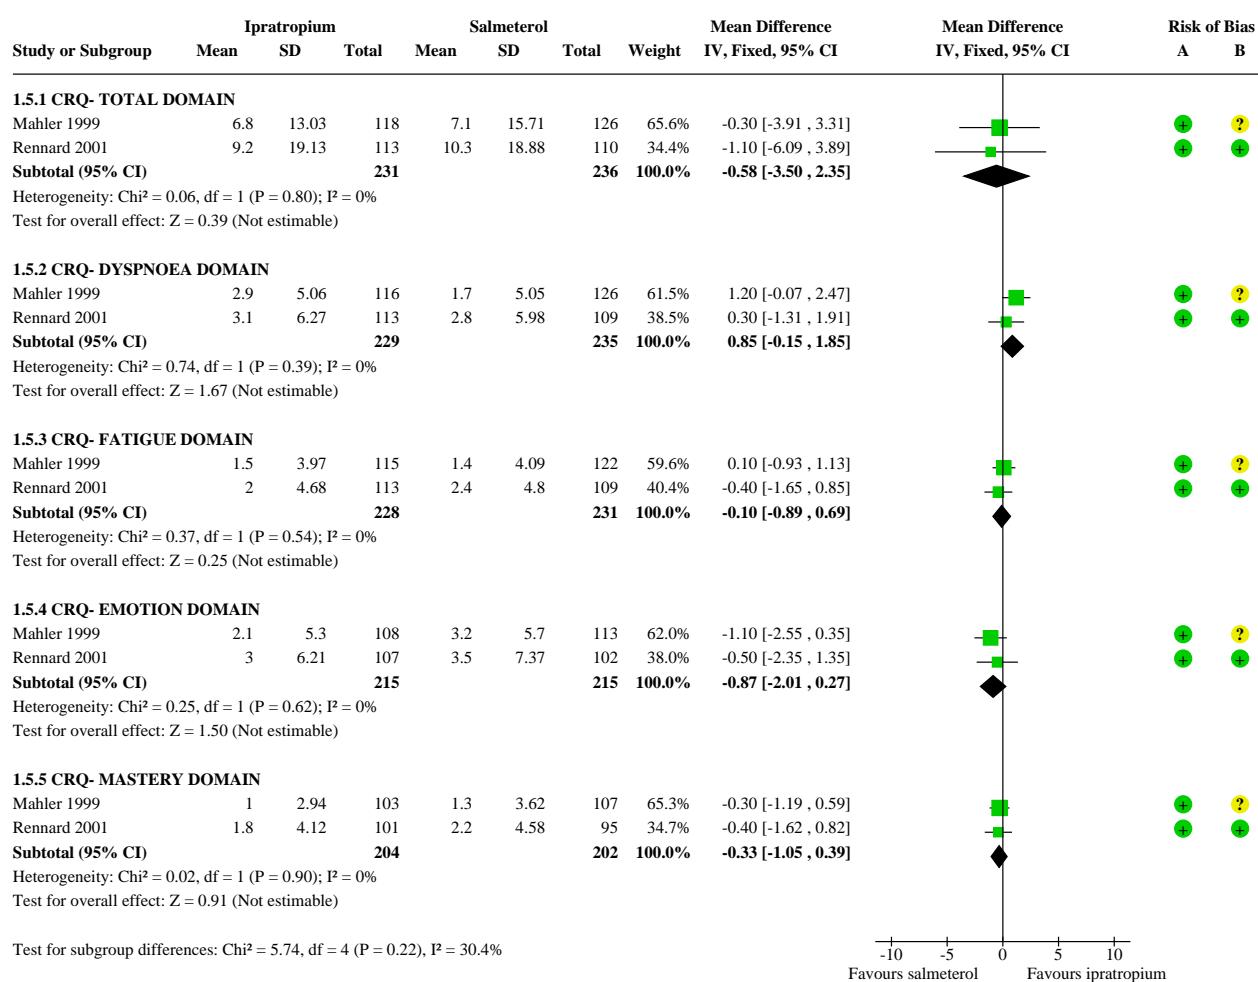 Ipratropium Salmeterol Mean Difference Mean Difference Risk of Bias
Study or Subgroup Mean SD Total Mean SD Total Weight IV, Fixed, 95% CI IV, Fixed, 95% CI A B
1.5.1 CRQ- TOTAL DOMAIN
Mahler 1999 6.8 13.03 118 7.1 15.71 126 65.6% -0.30 [-3.91 , 3.31] + ?
Rennard 2001 9.2 19.13 113 10.3 18.88 110 34.4% -1.10 [-6.09 , 3.89] + +
Subtotal (95% CI) 231 236 100.0% -0.58 [-3.50 , 2.35]
Heterogeneity: Chi² = 0.06, df = 1 (P = 0.80); I² = 0%
Test for overall effect: Z = 0.39 (Not estimable)
1.5.2 CRQ- DYSPNOEA DOMAIN
Mahler 1999 2.9 5.06 116 1.7 5.05 126 61.5% 1.20 [-0.07 , 2.47] + ?
Rennard 2001 3.1 6.27 113 2.8 5.98 109 38.5% 0.30 [-1.31 , 1.91] + +
Subtotal (95% CI) 229 235 100.0% 0.85 [-0.15 , 1.85]
Heterogeneity: Chi² = 0.74, df = 1 (P = 0.39); I² = 0%
Test for overall effect: Z = 1.67 (Not estimable)
1.5.3 CRQ- FATIGUE DOMAIN
Mahler 1999 1.5 3.97 115 1.4 4.09 122 59.6% 0.10 [-0.93 , 1.13] + ?
Rennard 2001 2 4.68 113 2.4 4.8 109 40.4% -0.40 [-1.65 , 0.85] + +
Subtotal (95% CI) 228 231 100.0% -0.10 [-0.89 , 0.69]
Heterogeneity: Chi² = 0.37, df = 1 (P = 0.54); I² = 0%
Test for overall effect: Z = 0.25 (Not estimable)
1.5.4 CRQ- EMOTION DOMAIN
Mahler 1999 2.1 5.3 108 3.2 5.7 113 62.0% -1.10 [-2.55 , 0.35] + ?
Rennard 2001 3 6.21 107 3.5 7.37 102 38.0% -0.50 [-2.35 , 1.35] + +
Subtotal (95% CI) 215 215 100.0% -0.87 [-2.01 , 0.27]
Heterogeneity: Chi² = 0.25, df = 1 (P = 0.62); I² = 0%
Test for overall effect: Z = 1.50 (Not estimable)
1.5.5 CRQ- MASTERY DOMAIN
Mahler 1999 1 2.94 103 1.3 3.62 107 65.3% -0.30 [-1.19 , 0.59] + ?
Rennard 2001 1.8 4.12 101 2.2 4.58 95 34.7% -0.40 [-1.62 , 0.82] + +
Subtotal (95% CI) 204 202 100.0% -0.33 [-1.05 , 0.39]
Heterogeneity: Chi² = 0.02, df = 1 (P = 0.90); I² = 0%
Test for overall effect: Z = 0.91 (Not estimable)
Test for subgroup differences: Chi² = 5.74, df = 4 (P = 0.22), I² = 30.4%
-10 -5 0 5 10
Favours salmeterol Favours ipratropium